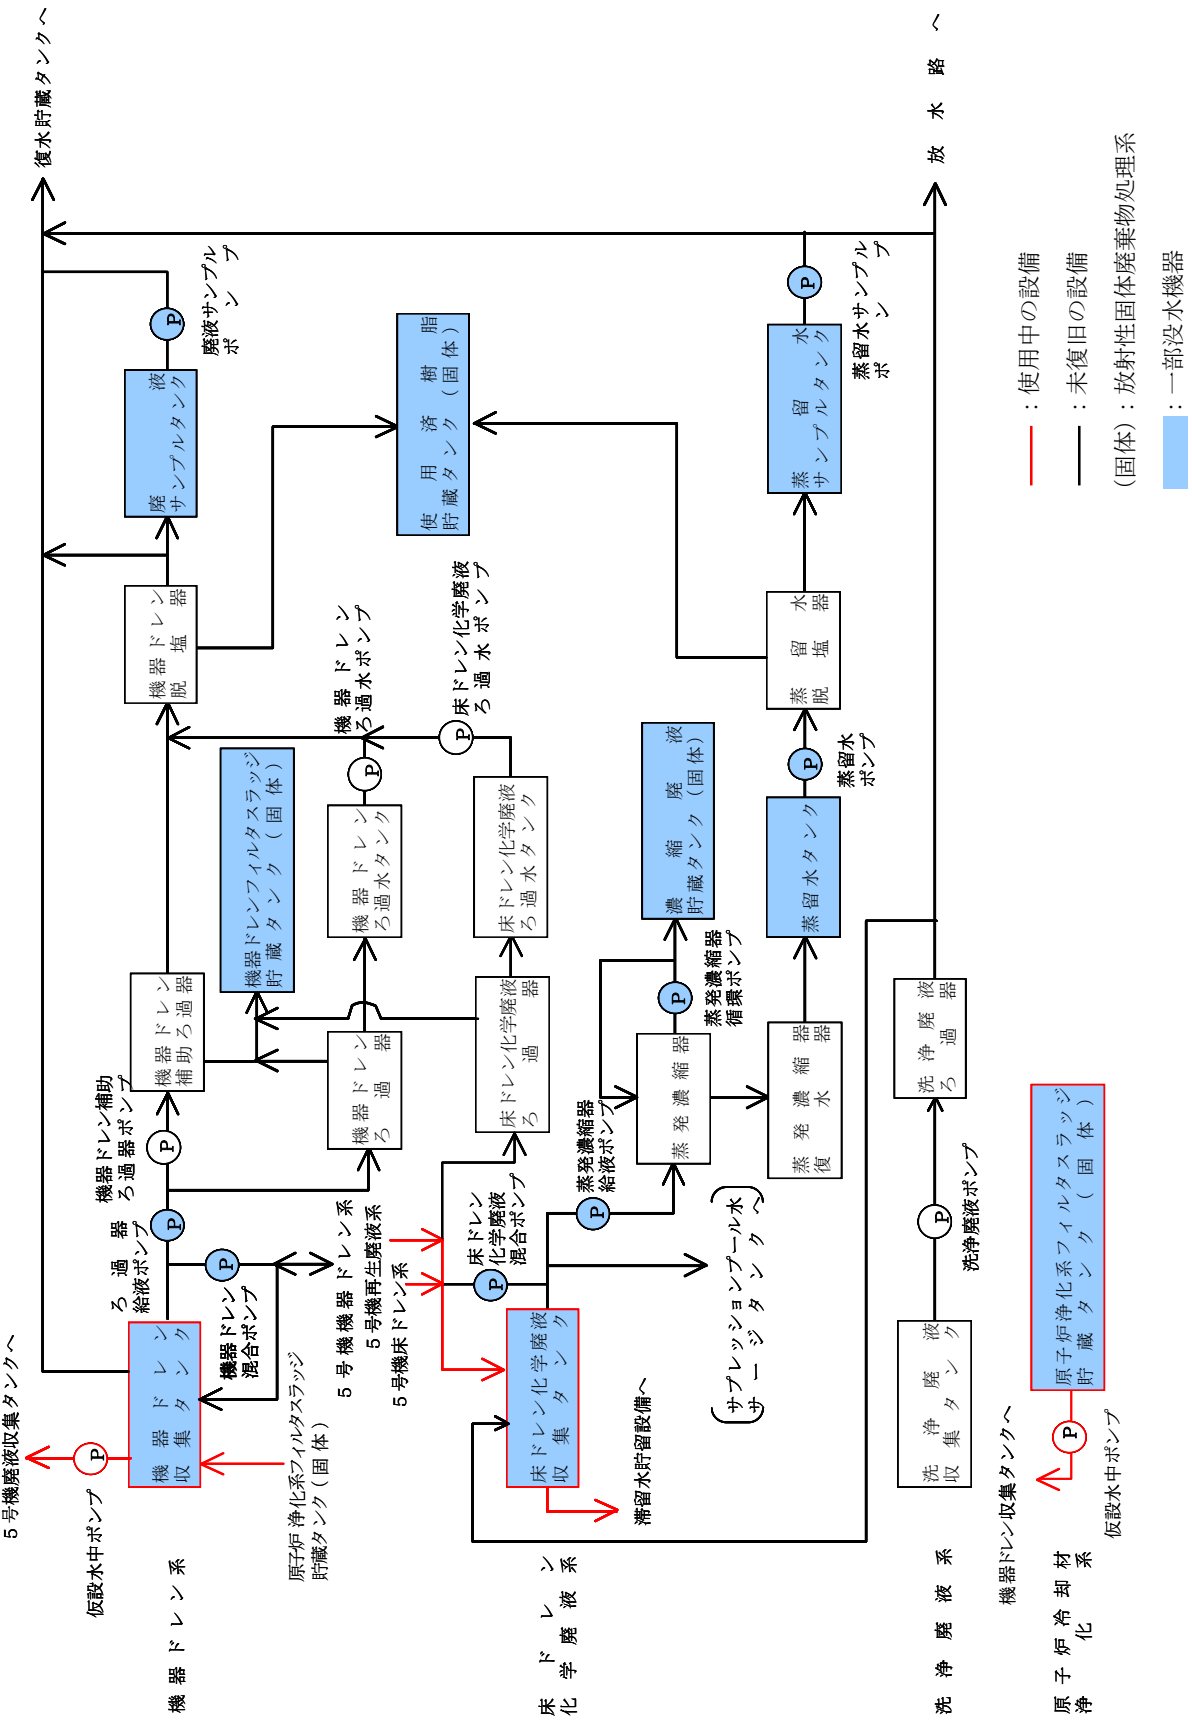 5号機廃液収集タンクへ
仮設水中ポンプ
機器ドレン系
機器ドレン
収集タンク
原子炉浄化系フィルタスラッジ
貯蔵タンク(固体)
ろ過器
給液ポンプ
機器ドレン
混合ポンプ
5号機機器ドレン系
機器ドレン補助
ろ過器ポンプ
機器ドレン
補助ろ過器
機器ドレン
ろ過器
機器ドレンフィルタスラッジ
貯蔵タンク(固体)
機器ドレン
ろ過水タンク
機器ドレン
ろ過水ポンプ
機器ドレン
脱塩器
廃液
サンプルタンク
廃液サンプル
ポンプ
復水貯蔵タンクへ
使用済樹脂
貯蔵タンク(固体)
床ドレン
化学廃液系
5号機再生廃液系
5号機床ドレン系
床ドレン化学廃液
収集タンク
滞留水貯留設備へ
床ドレン
化学廃液
混合ポンプ
(サプレッションプール水
サージタンクへ)
床ドレン化学廃液
ろ過器
床ドレン化学廃液
ろ過水タンク
床ドレン化学廃液
ろ過水ポンプ
蒸発濃縮器
給液ポンプ
蒸発濃縮器
蒸発濃縮器
循環ポンプ
濃縮廃液
貯蔵タンク(固体)
蒸発濃縮器
復水器
蒸留水タンク
蒸留水
ポンプ
蒸留水
脱塩器
蒸留水
サンプルタンク
蒸留水サンプル
ポンプ
放水路へ
洗浄廃液系
洗浄廃液
収集タンク
洗浄廃液ポンプ
洗浄廃液
ろ過器
原子炉冷却材
浄化系
機器ドレン収集タンクへ
仮設水中ポンプ
原子炉浄化系フィルタスラッジ
貯蔵タンク(固体)
P
P
P
P
P
P
P
P
P
P
P
P
P
P
:使用中の設備
:未復旧の設備
(固体):放射性固体廃棄物処理系
:一部没水機器